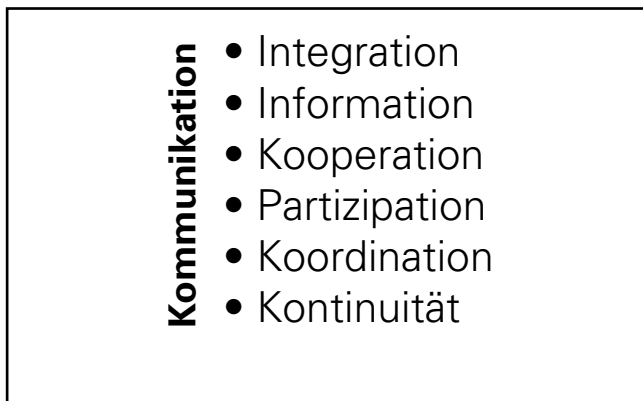 Kommunikation
• Integration
• Information
• Kooperation
• Partizipation
• Koordination
• Kontinuität